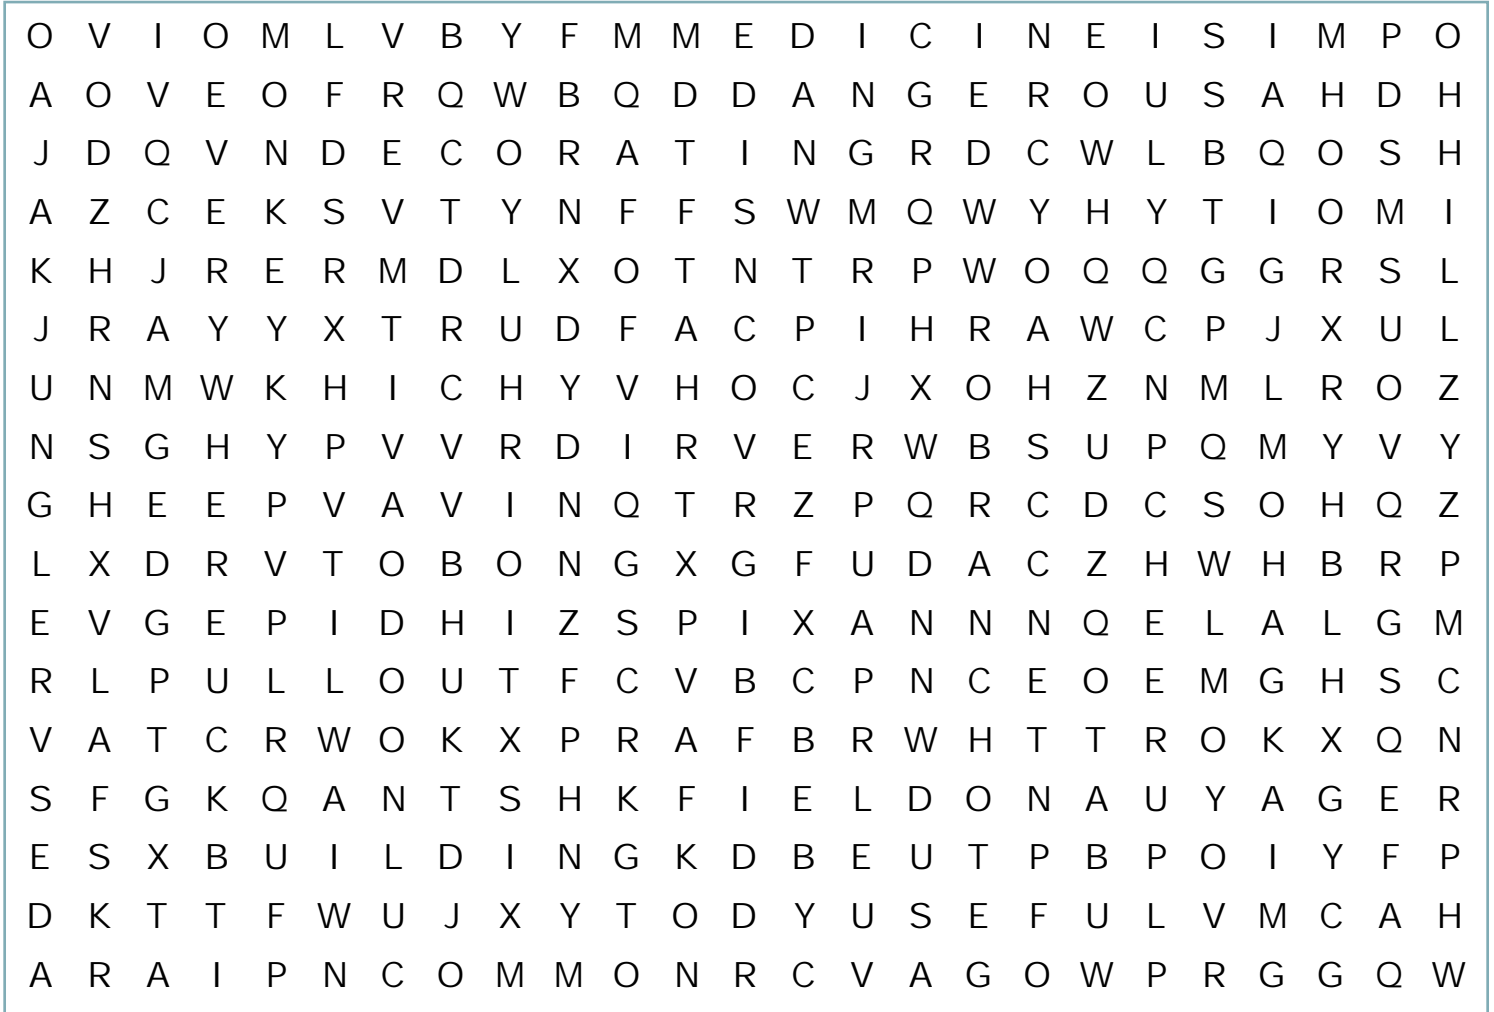 O V I O M L V B Y F M M E D I C I N E I S I M P O
A O V E O F R Q W B Q D D A N G E R O U S A H D H
J D Q V N D E C O R A T I N G R D C W L B Q O S H
A Z C E K S V T Y N F F S W M Q W Y H Y T I O M I
K H J R E R M D L X O T N T R P W O Q Q G G R S L
J R A Y Y X T R U D F A C P I H R A W C P J X U L
U N M W K H I C H Y V H O C J X O H Z N M L R O Z
N S G H Y P V V R D I R V E R W B S U P Q M Y V Y
G H E E P V A V I N Q T R Z P Q R C D C S O H Q Z
L X D R V T O B O N G X G F U D A C Z H W H B R P
E V G E P I D H I Z S P I X A N N N Q E L A L G M
R L P U L L O U T F C V B C P N C E O E M G H S C
V A T C R W O K X P R A F B R W H T T R O K X Q N
S F G K Q A N T S H K F I E L D O N A U Y A G E R
E S X B U I L D I N G K D B E U T P B P O I Y F P
D K T T F W U J X Y T O D Y U S E F U L V M C A H
A R A I P N C O M M O N R C V A G O W P R G G Q W